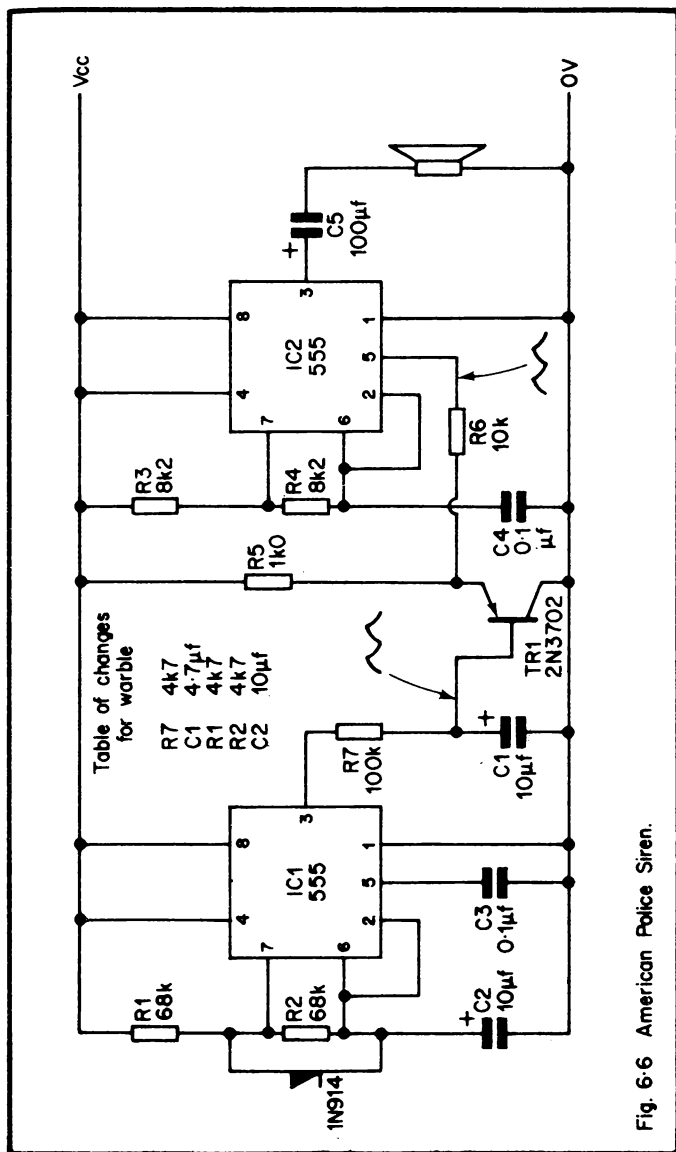 Vcc
0V
R1
68k
R2
68k
1N914
C2
10µf
+
C3
0·1µf
IC1
555
4
8
7
6
2
5
1
3
Table of changes
for warble
R7 4k7
C1 4·7µf
R1 4k7
R2 4k7
C2 10µf
R7
100k
C1
10µf
+
TR1
2N3702
R5
1k0
R3
8k2
R4
8k2
C4
0·1
µf
R6
10k
IC2
555
4
8
7
6
2
5
1
3
+
C5
100µf
Fig. 6·6 American Police Siren.